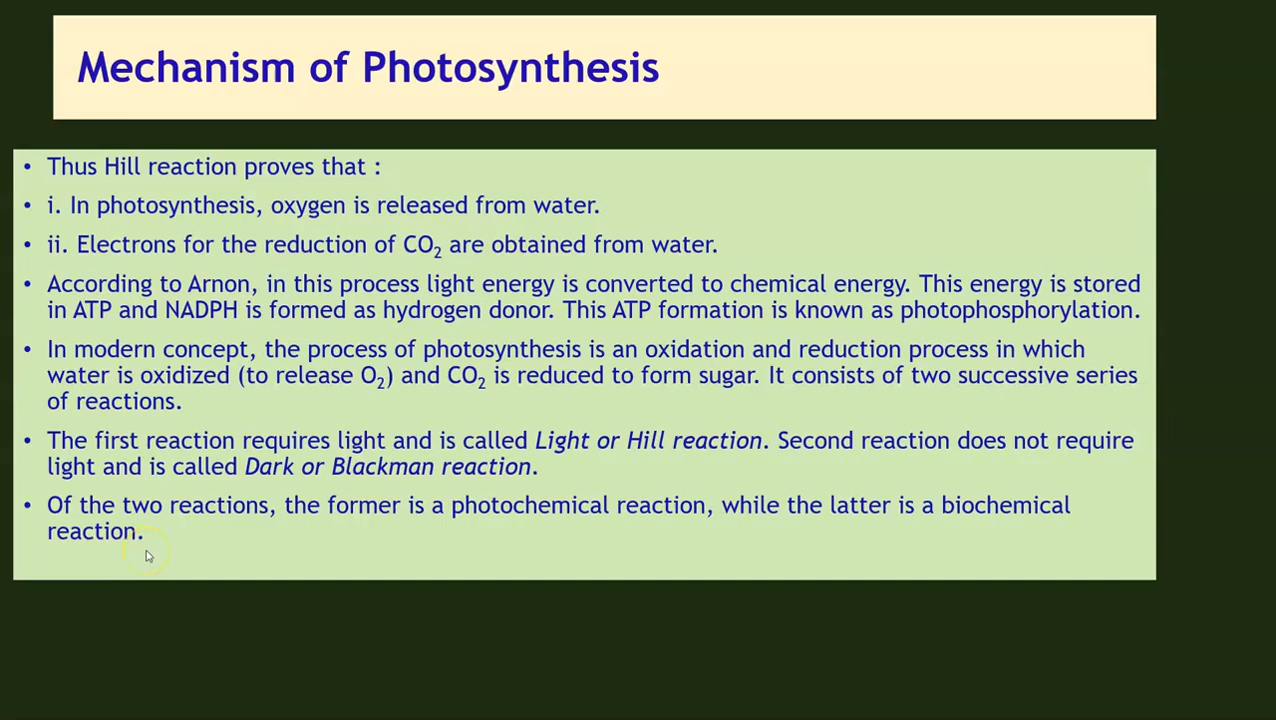 Mechanism of Photosynthesis
• Thus Hill reaction proves that :
• i. In photosynthesis, oxygen is released from water.
• ii. Electrons for the reduction of CO₂ are obtained from water.
• According to Arnon, in this process light energy is converted to chemical energy. This energy is stored
in ATP and NADPH is formed as hydrogen donor. This ATP formation is known as photophosphorylation.
• In modern concept, the process of photosynthesis is an oxidation and reduction process in which
water is oxidized (to release O₂) and CO₂ is reduced to form sugar. It consists of two successive series
of reactions.
• The first reaction requires light and is called Light or Hill reaction. Second reaction does not require
light and is called Dark or Blackman reaction.
• Of the two reactions, the former is a photochemical reaction, while the latter is a biochemical
reaction.